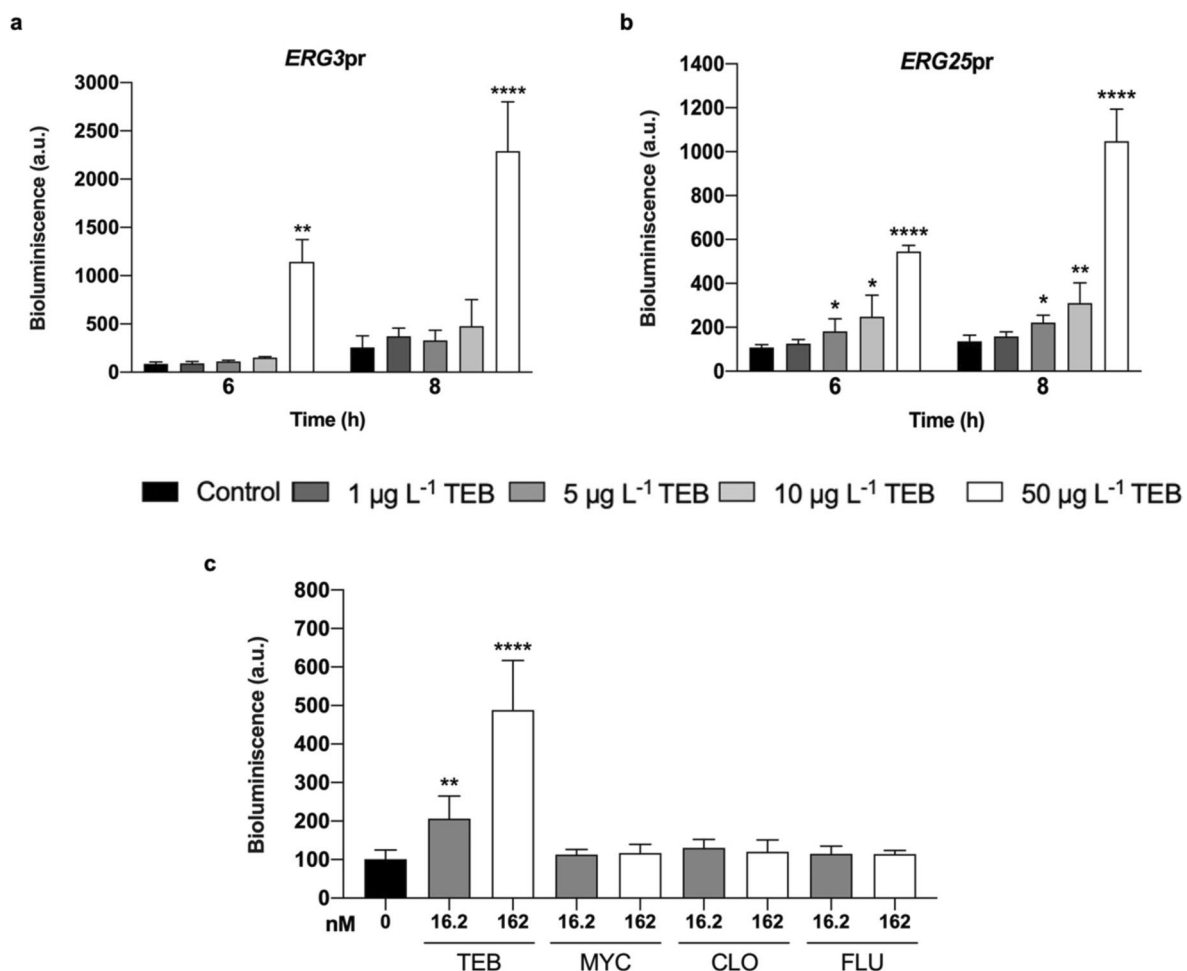 a
ERG3pr
Bioluminiscence (a.u.)
3000
2500
2000
1500
1000
500
0
**
****
6
8
Time (h)
b
ERG25pr
Bioluminiscence (a.u.)
1400
1200
1000
800
600
400
200
0
*
*
****
*
**
****
6
8
Time (h)
Control 1 µg L⁻¹ TEB 5 µg L⁻¹ TEB 10 µg L⁻¹ TEB 50 µg L⁻¹ TEB
c
Bioluminiscence (a.u.)
800
700
600
500
400
300
200
100
0
**
****
nM 0 16.2 162 16.2 162 16.2 162 16.2 162
TEB MYC CLO FLU